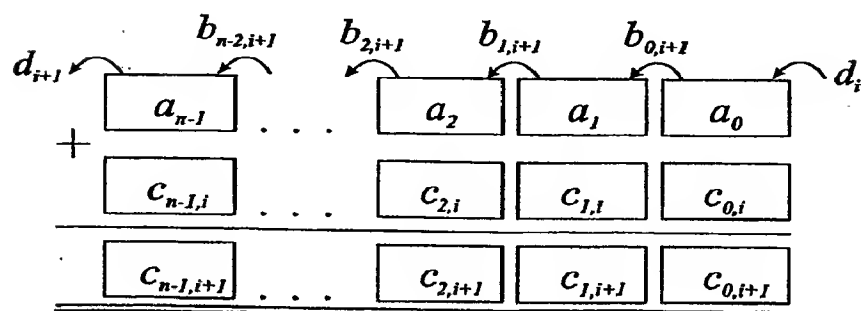 b_{n-2,i+1} b_{2,i+1} b_{1,i+1} b_{0,i+1}
d_{i+1} d_i
a_{n-1} . . . a_2 a_1 a_0
+
c_{n-1,i} . . . c_{2,i} c_{1,i} c_{0,i}
c_{n-1,i+1} . . . c_{2,i+1} c_{1,i+1} c_{0,i+1}